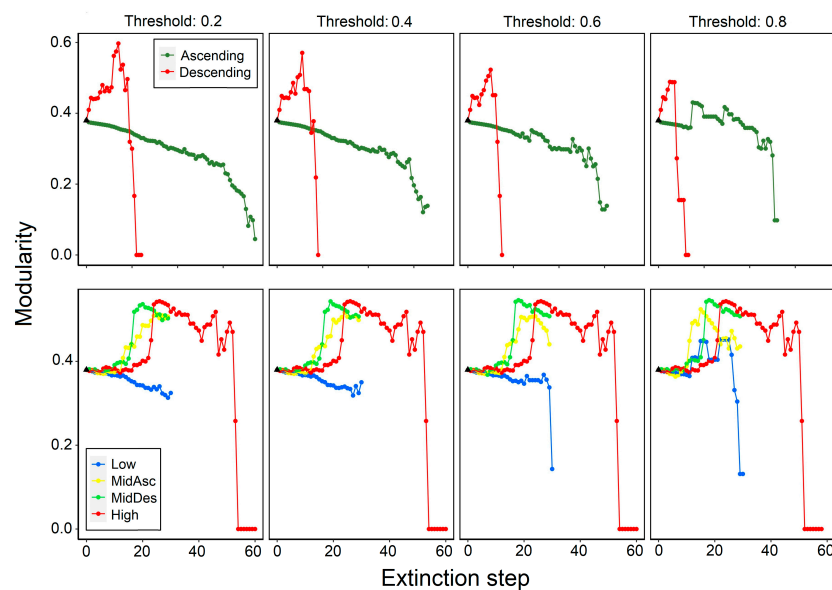 Threshold: 0.2 Threshold: 0.4 Threshold: 0.6 Threshold: 0.8
0.6
Ascending
Descending
0.4
0.2
0.0
Modularity
0.4
0.2
Low
MidAsc
MidDes
High
0.0
0 20 40 60 0 20 40 60 0 20 40 60 0 20 40 60
Extinction step